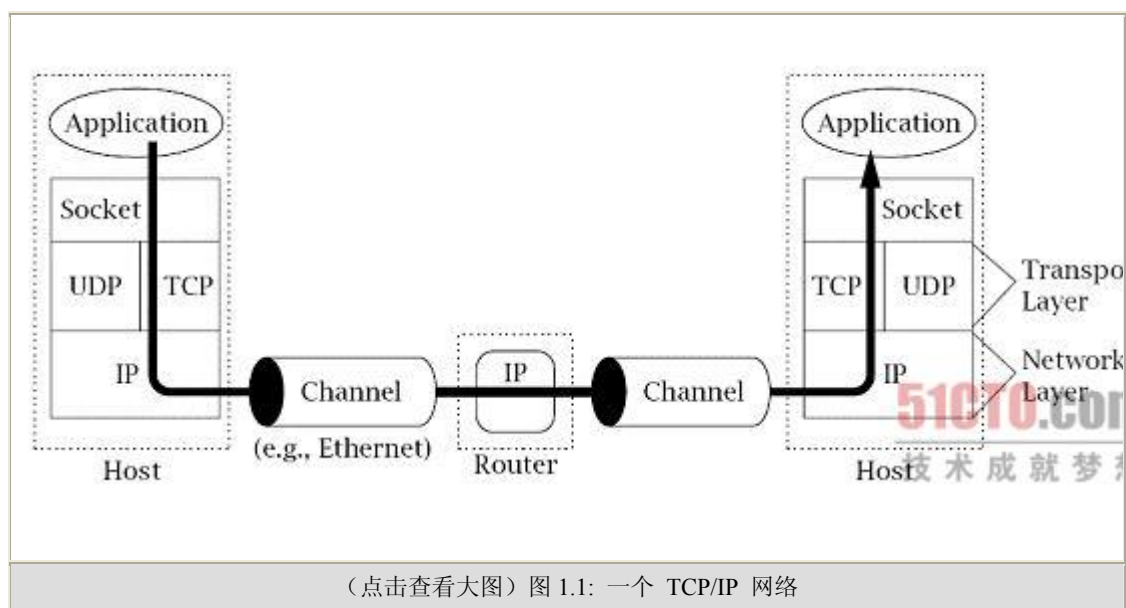 Application
Application
Socket
Socket
UDP
TCP
TCP
UDP
Transpo
Layer
IP
Channel
IP
Channel
IP
Network
Layer
(e.g., Ethernet)
Host
Router
Host
51CTO.com
技术成就梦想
(点击查看大图)图 1.1: 一个 TCP/IP 网络